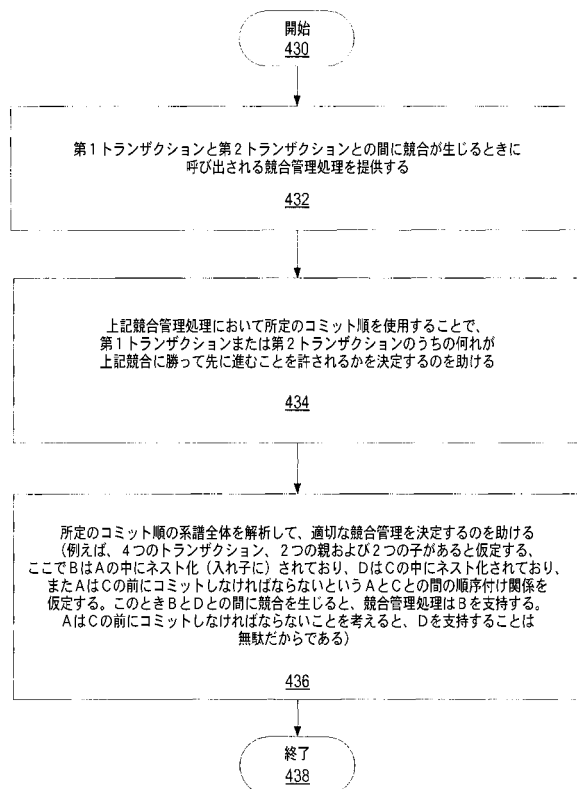 開始
430
第1トランザクションと第2トランザクションとの間に競合が生じるときに
呼び出される競合管理処理を提供する
432
上記競合管理処理において所定のコミット順を使用することで、
第1トランザクションまたは第2トランザクションのうちの何れが
上記競合に勝って先に進むことを許されるかを決定するのを助ける
434
所定のコミット順の系譜全体を解析して、適切な競合管理を決定するのを助ける
(例えば、4つのトランザクション、2つの親および2つの子があると仮定する、
ここでBはAの中にネスト化(入れ子に)されており、DはCの中にネスト化されており、
またAはCの前にコミットしなければならないというAとCとの間の順序付け関係を
仮定する。このときBとDとの間に競合を生じると、競合管理処理はBを支持する。
AはCの前にコミットしなければならないことを考えると、Dを支持することは
無駄だからである)
436
終了
438